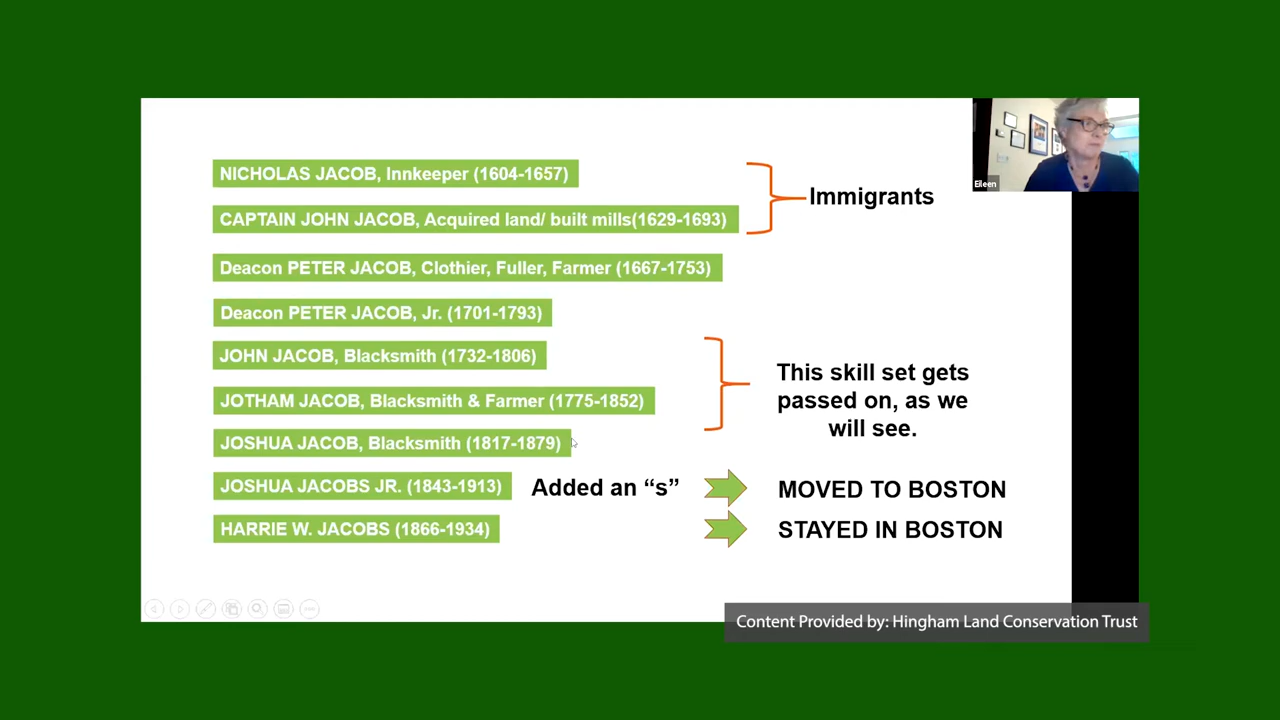 NICHOLAS JACOB, Innkeeper (1604-1657)
CAPTAIN JOHN JACOB, Acquired land/ built mills(1629-1693)
Immigrants
Eileen
Deacon PETER JACOB, Clothier, Fuller, Farmer (1667-1753)
Deacon PETER JACOB, Jr. (1701-1793)
JOHN JACOB, Blacksmith (1732-1806)
JOTHAM JACOB, Blacksmith & Farmer (1775-1852)
JOSHUA JACOB, Blacksmith (1817-1879)
This skill set gets
passed on, as we
will see.
JOSHUA JACOBS JR. (1843-1913) Added an “s” MOVED TO BOSTON
HARRIE W. JACOBS (1866-1934) STAYED IN BOSTON
Content Provided by: Hingham Land Conservation Trust